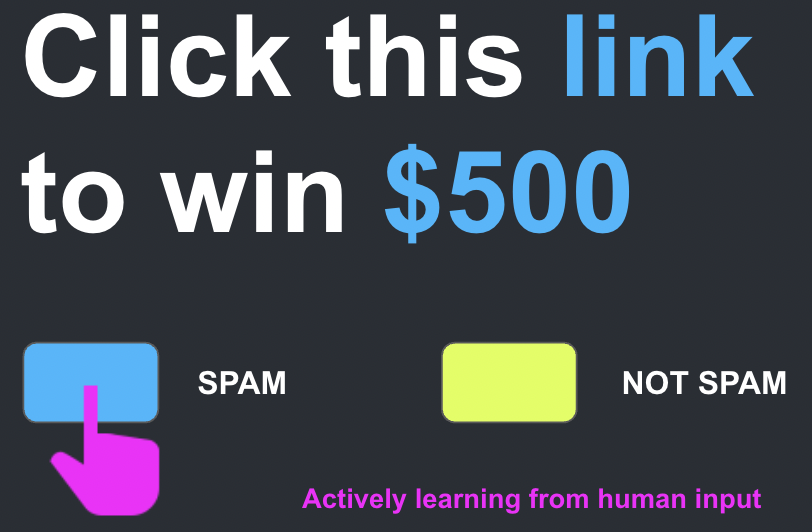 Click this link
to win $500
SPAM
NOT SPAM
Actively learning from human input